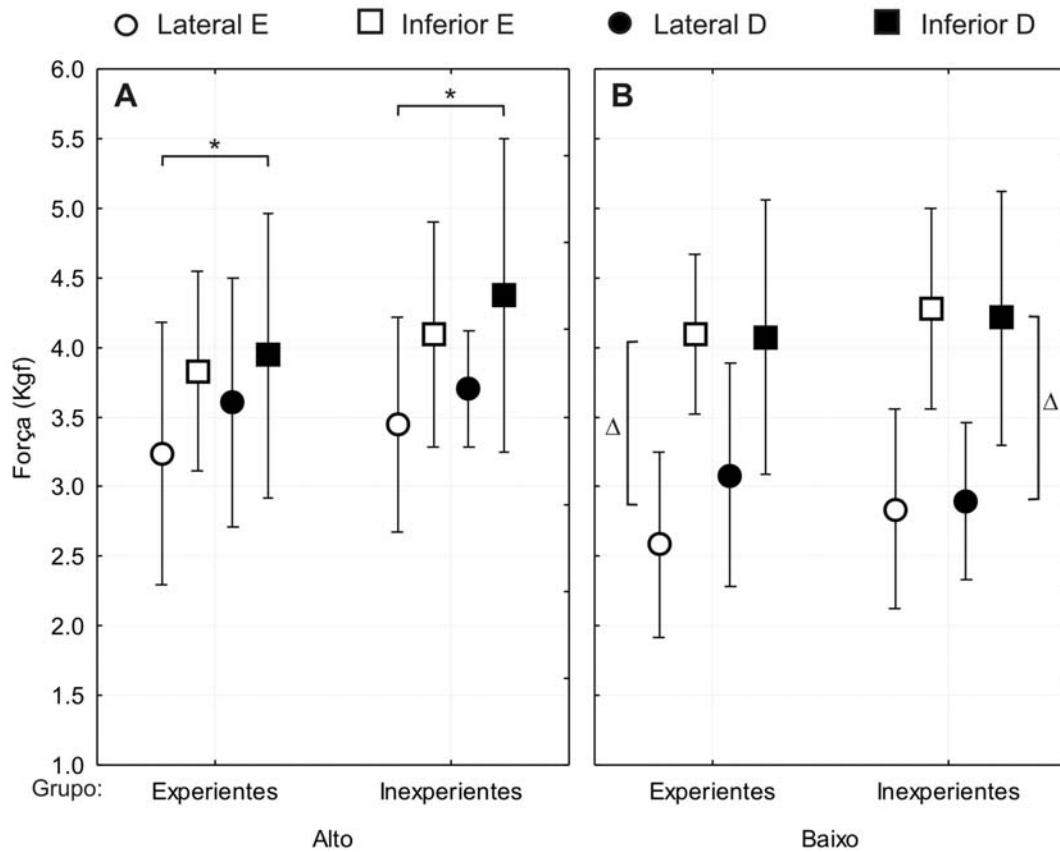 Lateral E Inferior E Lateral D Inferior D
A
B
*
*
Δ
Δ
Força (Kgf)
6.0
5.5
5.0
4.5
4.0
3.5
3.0
2.5
2.0
1.5
1.0
Grupo: Experientes Inexperientes Experientes Inexperientes
Alto Baixo